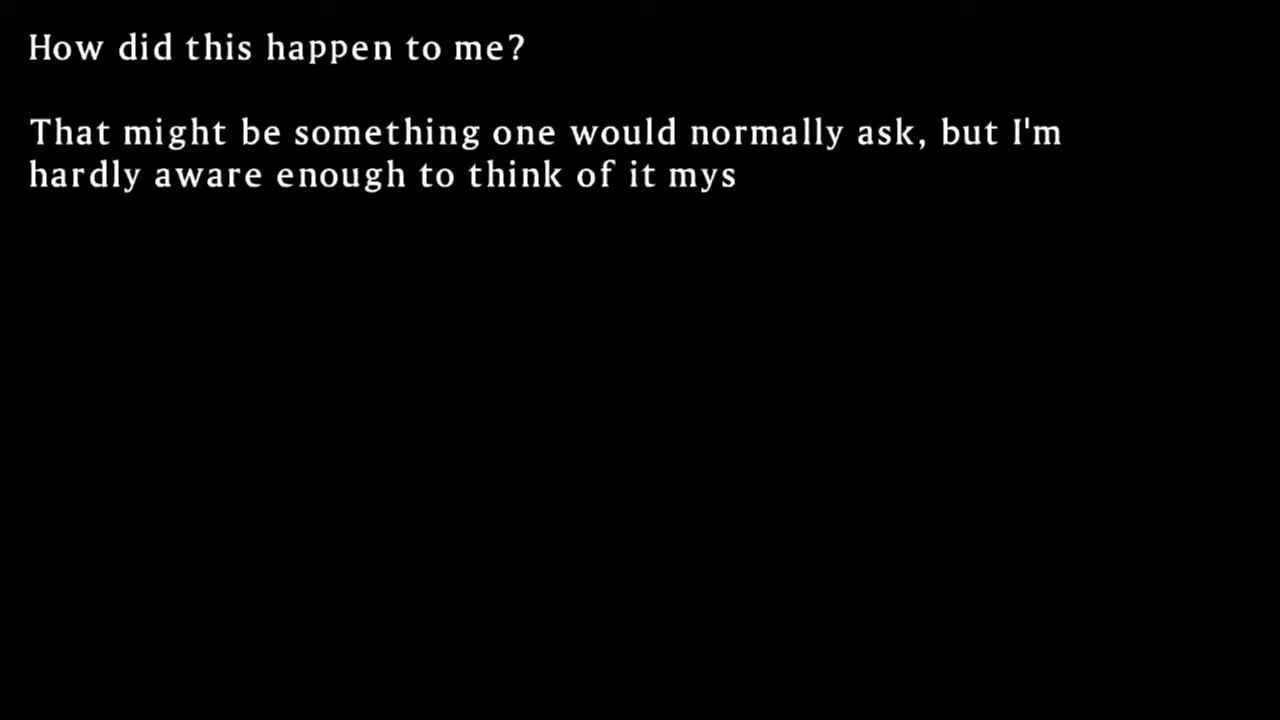 How did this happen to me?
That might be something one would normally ask, but I'm
hardly aware enough to think of it mys